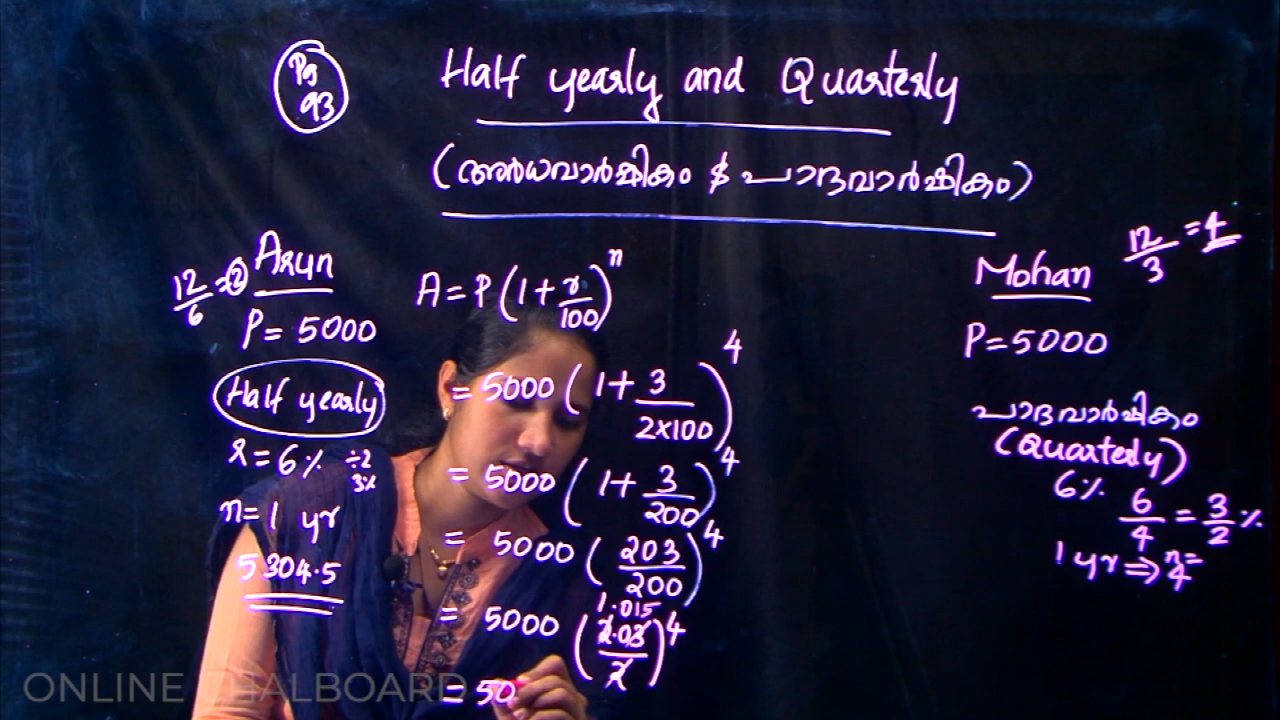 Pg
93
Half yearly and Quarterly
(അർധവാർഷികം & പാദവാർഷികം)
Arun
12/6 = 2
P = 5000
Half yearly
r = 6% ÷2
3%
n = 1 yr
5304.5
A = P(1 + r/100)^n
= 5000 (1 + 3/2×100)^4
= 5000 (1 + 3/200)^4
= 5000 (203/200)^4
1.015
= 5000 (2.03/2)^4
= 50
Mohan
12/3 = 4
P = 5000
പാദവാർഷികം
(Quarterly)
6%
6/4 = 3/2 %
1 yr ⇒ n = 4
ONLINE CHALBOARD